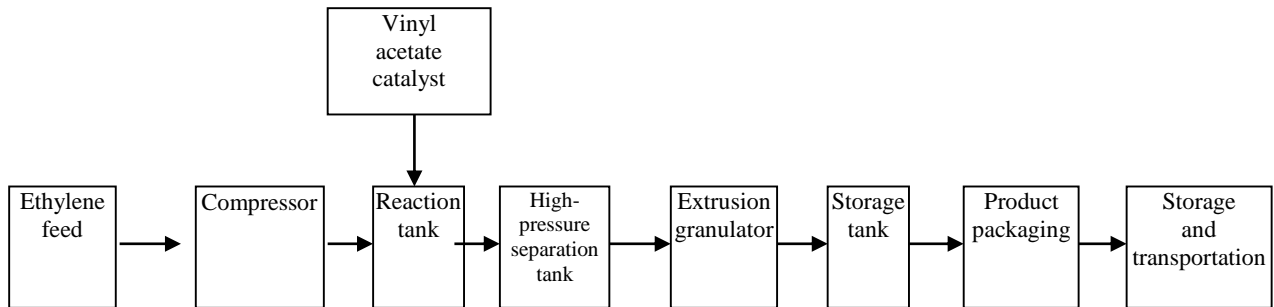 Vinyl
acetate
catalyst
Ethylene
feed
Compressor
Reaction
tank
High-
pressure
separation
tank
Extrusion
granulator
Storage
tank
Product
packaging
Storage
and
transportation